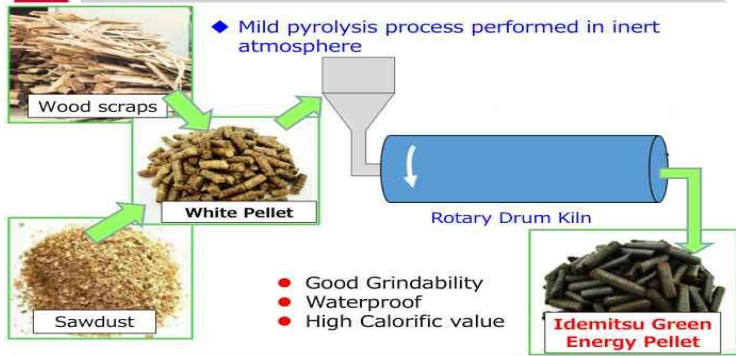 ◆ Mild pyrolysis process performed in inert
atmosphere
Wood scraps
White Pellet
Rotary Drum Kiln
Sawdust
● Good Grindability
● Waterproof
● High Calorific value
Idemitsu Green
Energy Pellet